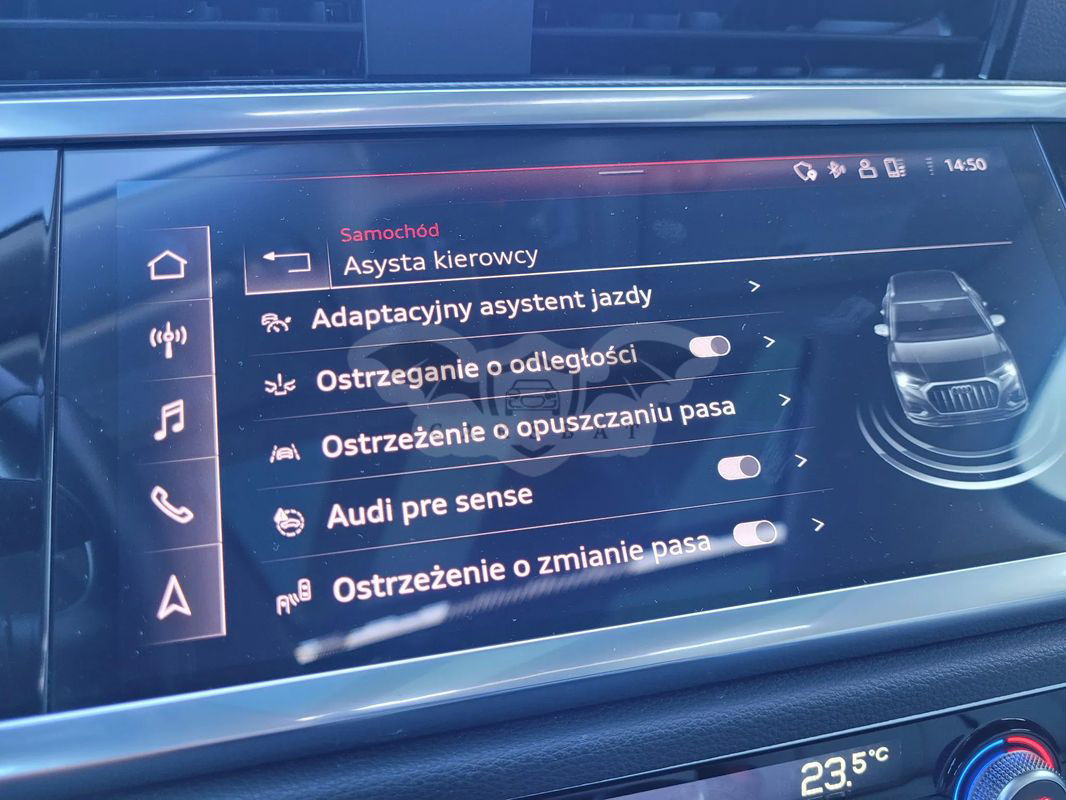 14:50
Samochód
Asysta kierowcy
Adaptacyjny asystent jazdy
Ostrzeganie o odległości
Ostrzeżenie o opuszczaniu pasa
Audi pre sense
Ostrzeżenie o zmianie pasa
23.5°C